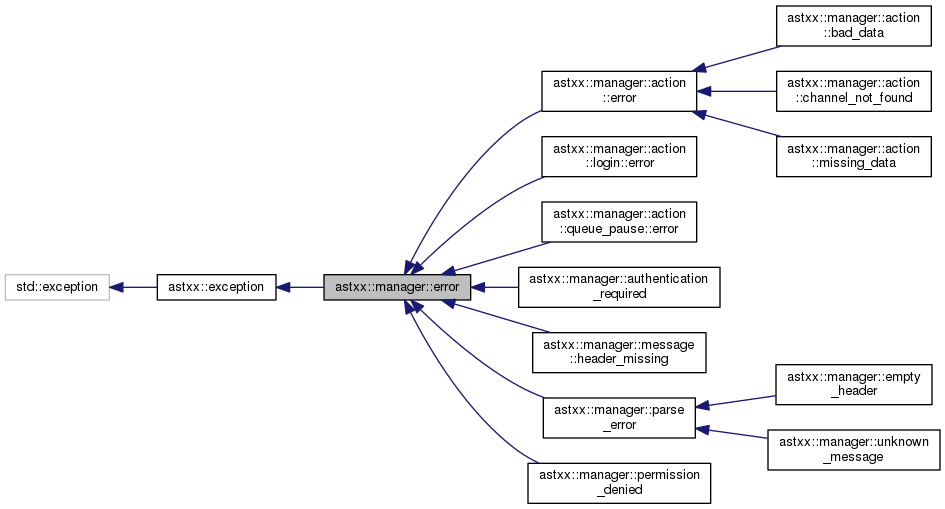 std::exception
astxx::exception
astxx::manager::error
astxx::manager::action
::error
astxx::manager::action
::login::error
astxx::manager::action
::queue_pause::error
astxx::manager::authentication
_required
astxx::manager::message
::header_missing
astxx::manager::parse
_error
astxx::manager::permission
_denied
astxx::manager::action
::bad_data
astxx::manager::action
::channel_not_found
astxx::manager::action
::missing_data
astxx::manager::empty
_header
astxx::manager::unknown
_message